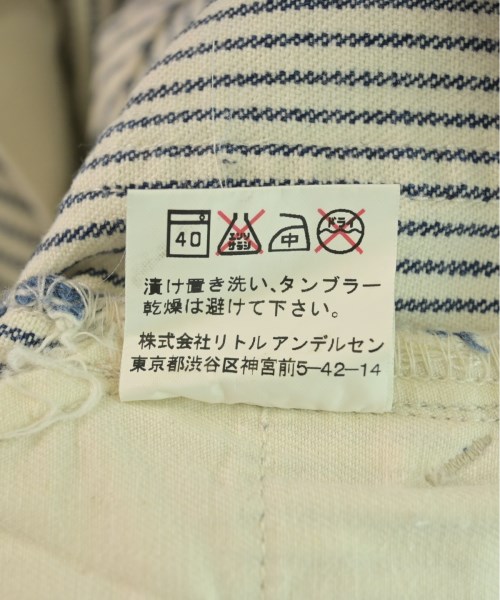 40 エンソサラシ 中 ドライ
漬け置き洗い、タンブラー
乾燥は避けて下さい。
株式会社リトル アンデルセン
東京都渋谷区神宮前5-42-14